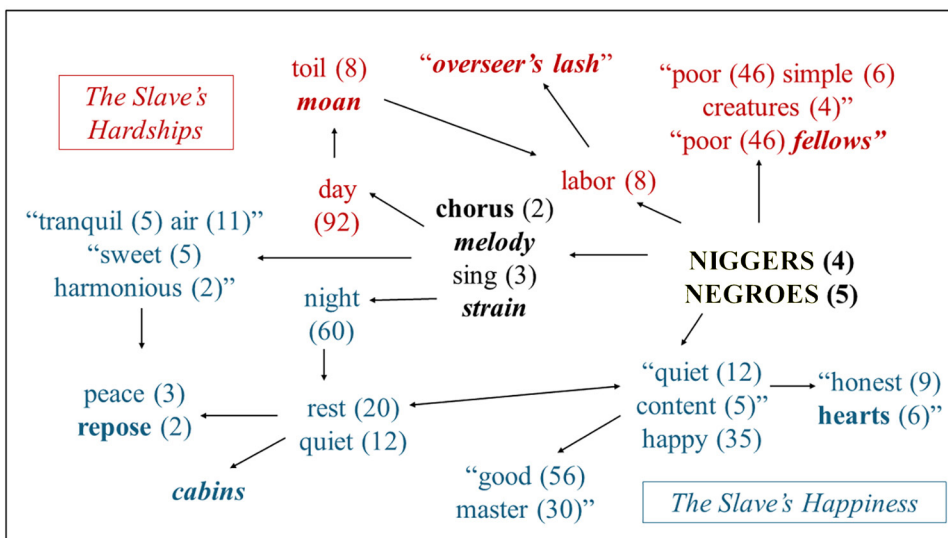 The Slave's
Hardships
toil (8)
moan
“overseer's lash”
“poor (46) simple (6)
creatures (4)”
“poor (46) fellows”
labor (8)
day
(92)
“tranquil (5) air (11)”
“sweet (5)
harmonious (2)”
chorus (2)
melody
sing (3)
strain
NIGGERS (4)
NEGROES (5)
night
(60)
peace (3)
repose (2)
rest (20)
quiet (12)
“quiet (12)
content (5)”
happy (35)
“honest (9)
hearts (6)”
cabins
“good (56)
master (30)”
The Slave's Happiness